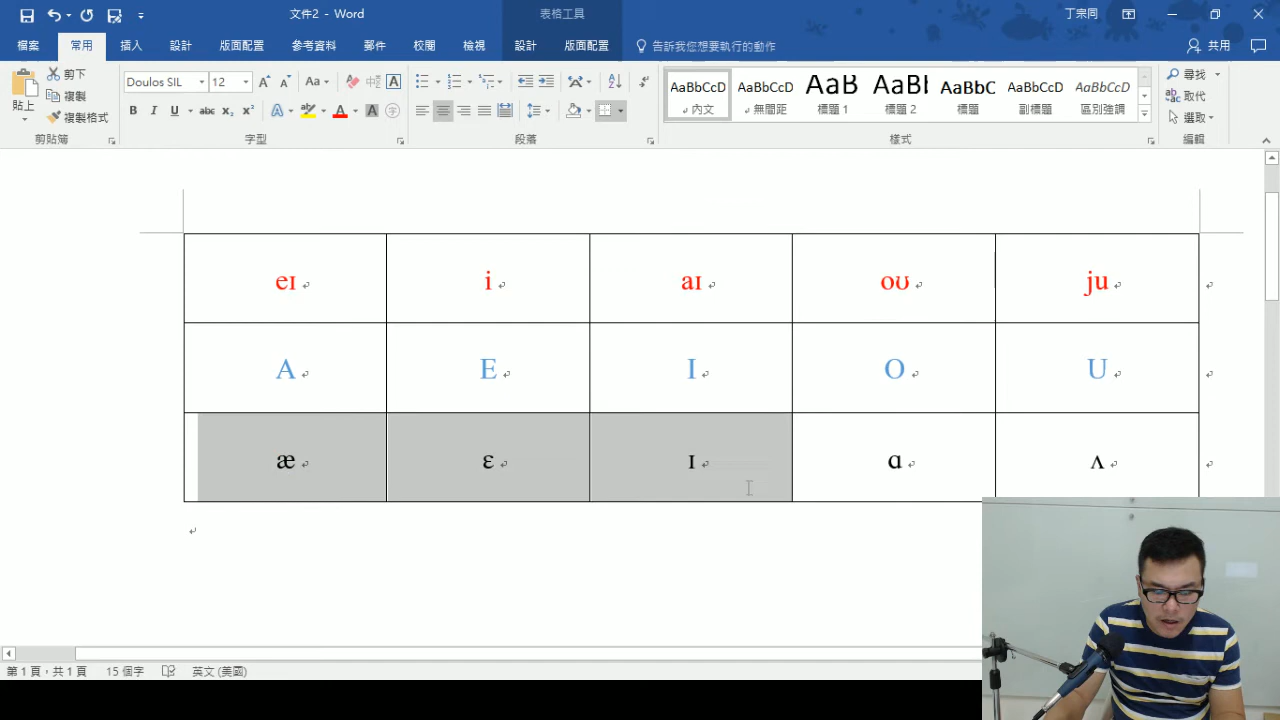 文件2 - Word
表格工具
丁宗同
檔案 常用 插入 設計 版面配置 參考資料 郵件 校閱 檢視 設計 版面配置 告訴我您想要執行的動作 共用
貼上
剪下
複製
複製格式
剪貼簿
Doulos SIL 12
字型
段落
AaBbCcD
內文
AaBbCcD
無間距
AaB
標題 1
AaB
標題 2
AaBbC
標題
AaBbCcD
副標題
AaBbCcD
區別強調
樣式
尋找
取代
選取
編輯
eɪ i aɪ oʊ ju
A E I O U
æ ɛ ɪ ɑ ʌ
第 1 頁，共 1 頁 15 個字 英文 (美國)